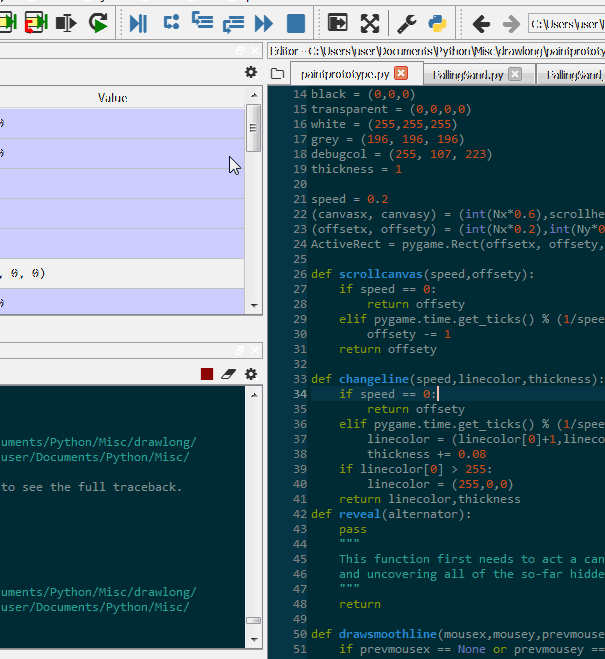 C:\Users\user\
Editor - C:\Users\user\Documents\Python\Misc\drawlong\paintprototy
paintprototype.py
FallingSand.py
FallingSand
Value
, 0, 0)
uments/Python/Misc/drawlong/
user/Documents/Python/Misc/
to see the full traceback.
uments/Python/Misc/drawlong/
user/Documents/Python/Misc/
14 black = (0,0,0)
15 transparent = (0,0,0,0)
16 white = (255,255,255)
17 grey = (196, 196, 196)
18 debugcol = (255, 107, 223)
19 thickness = 1
20
21 speed = 0.2
22 (canvasx, canvasy) = (int(Nx*0.6),scrollhe
23 (offsetx, offsety) = (int(Nx*0.2),int(Ny*0
24 ActiveRect = pygame.Rect(offsetx, offsety,
25
26 def scrollcanvas(speed,offsety):
27 if speed == 0:
28 return offsety
29 elif pygame.time.get_ticks() % (1/spee
30 offsety -= 1
31 return offsety
32
33 def changeline(speed,linecolor,thickness):
34 if speed == 0:
35 return offsety
36 elif pygame.time.get_ticks() % (1/spee
37 linecolor = (linecolor[0]+1,lineco
38 thickness += 0.08
39 if linecolor[0] > 255:
40 linecolor = (255,0,0)
41 return linecolor,thickness
42 def reveal(alternator):
43 pass
44 """
45 This function first needs to act a can
46 and uncovering all of the so-far hidde
47 """
48 return
49
50 def drawsmoothline(mousex,mousey,prevmouse
51 if prevmousex == None or prevmousey ==